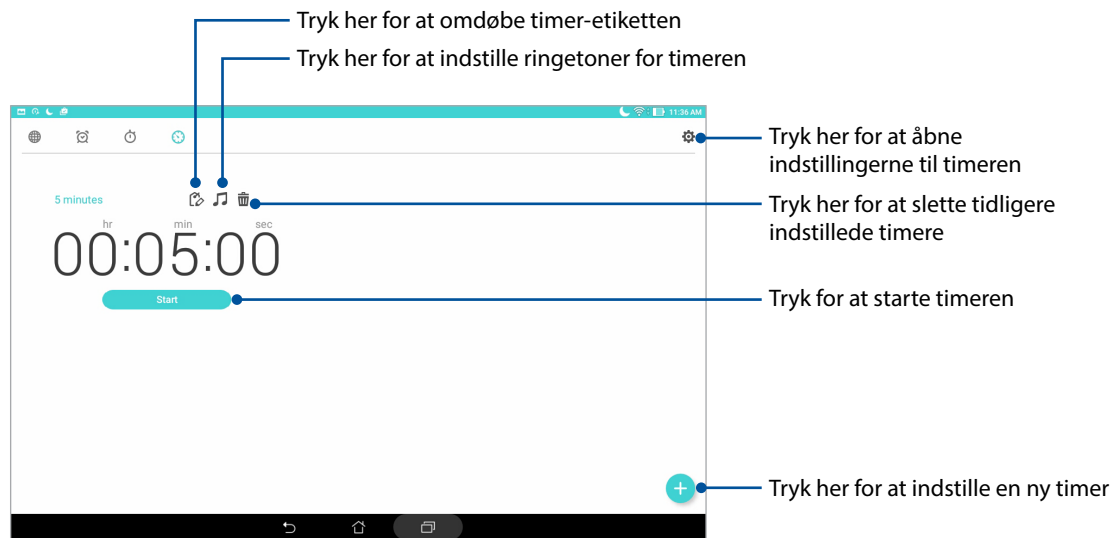 Tryk her for at omdøbe timer-etiketten
Tryk her for at indstille ringetoner for timeren
11:36 AM
Tryk her for at åbne
indstillingerne til timeren
5 minutes
Tryk her for at slette tidligere
indstillede timere
hr min sec
00:05:00
Start
Tryk for at starte timeren
Tryk her for at indstille en ny timer